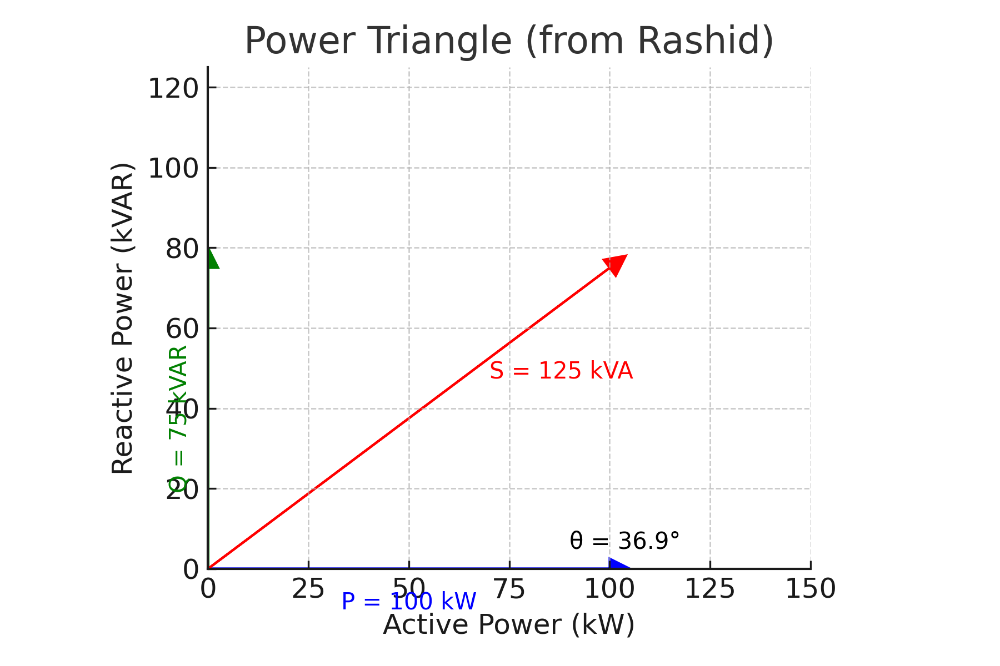 Power Triangle (from Rashid)
120
100
80
60
40
20
0
Reactive Power (kVAR)
Q = 75 kVAR
S = 125 kVA
θ = 36.9°
0 25 50 75 100 125 150
P = 100 kW
Active Power (kW)